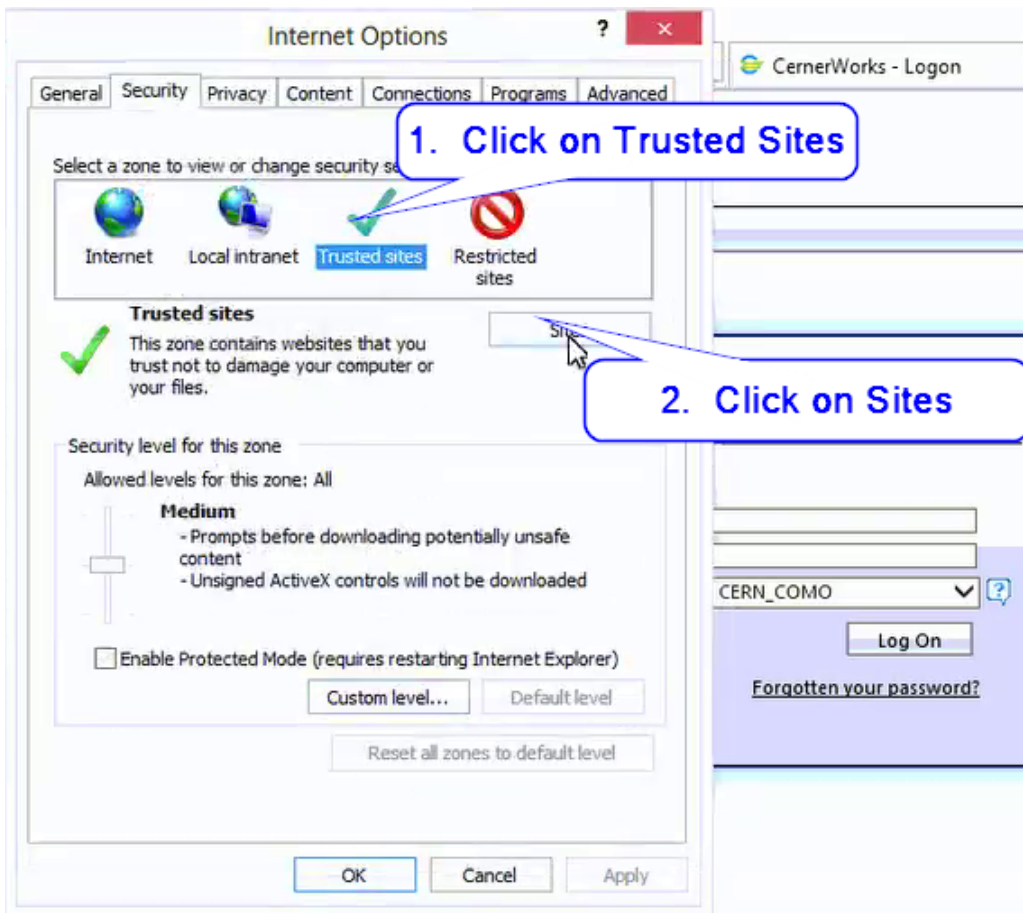 Internet Options
?
CernerWorks - Logon
General Security Privacy Content Connections Programs Advanced
1. Click on Trusted Sites
Select a zone to view or change security
Internet
Local intranet
Trusted sites
Restricted
sites
Trusted sites
This zone contains websites that you
trust not to damage your computer or
your files.
2. Click on Sites
Security level for this zone
Allowed levels for this zone: All
Medium
- Prompts before downloading potentially unsafe
content
- Unsigned ActiveX controls will not be downloaded
CERN_COMO
?
Log On
Enable Protected Mode (requires restarting Internet Explorer)
Custom level...
Default level
Forgotten your password?
Reset all zones to default level
OK
Cancel
Apply